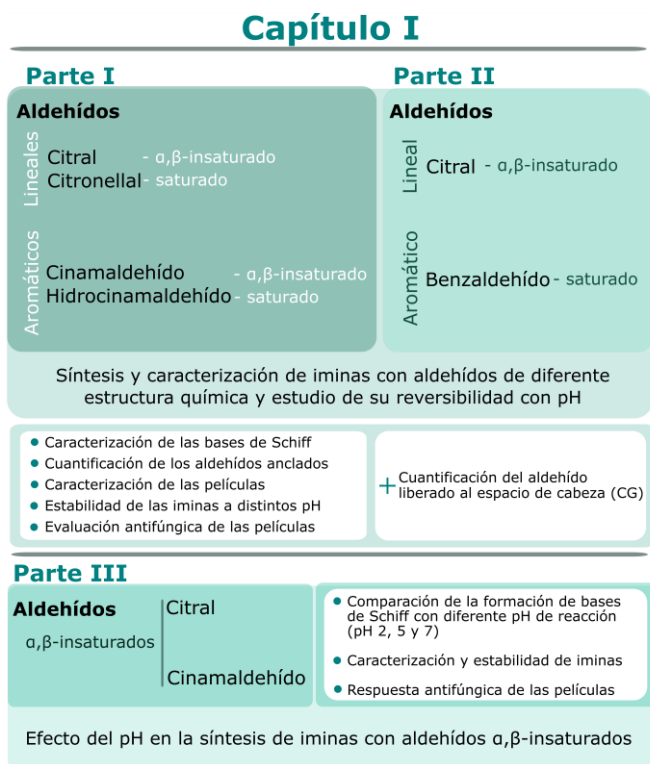 Capítulo I
Parte I
Aldehídos
Lineales
Citral - α,β-insaturado
Citronellal - saturado
Aromáticos
Cinamaldehído - α,β-insaturado
Hidrocinamaldehído - saturado
Parte II
Aldehídos
Lineal
Citral - α,β-insaturado
Aromático
Benzaldehído - saturado
Síntesis y caracterización de iminas con aldehídos de diferente
estructura química y estudio de su reversibilidad con pH
• Caracterización de las bases de Schiff
• Cuantificación de los aldehídos anclados
• Caracterización de las películas
• Estabilidad de las iminas a distintos pH
• Evaluación antifúngica de las películas
+ Cuantificación del aldehído
liberado al espacio de cabeza (CG)
Parte III
Aldehídos
α,β-insaturados
Citral
Cinamaldehído
• Comparación de la formación de bases
de Schiff con diferente pH de reacción
(pH 2, 5 y 7)
• Caracterización y estabilidad de iminas
• Respuesta antifúngica de las películas
Efecto del pH en la síntesis de iminas con aldehídos α,β-insaturados